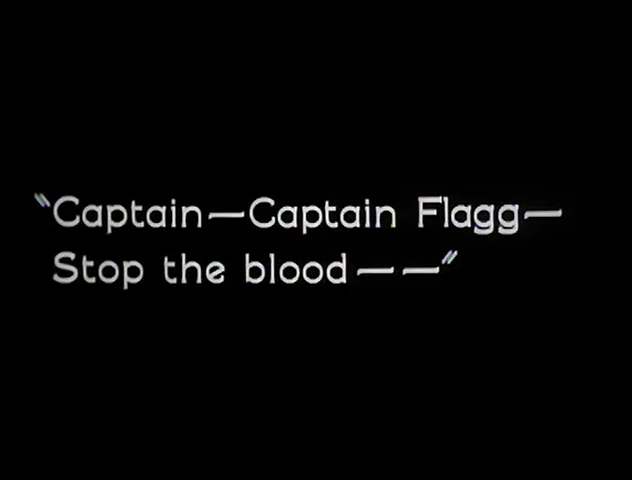 "Captain—Captain Flagg—
Stop the blood — —"